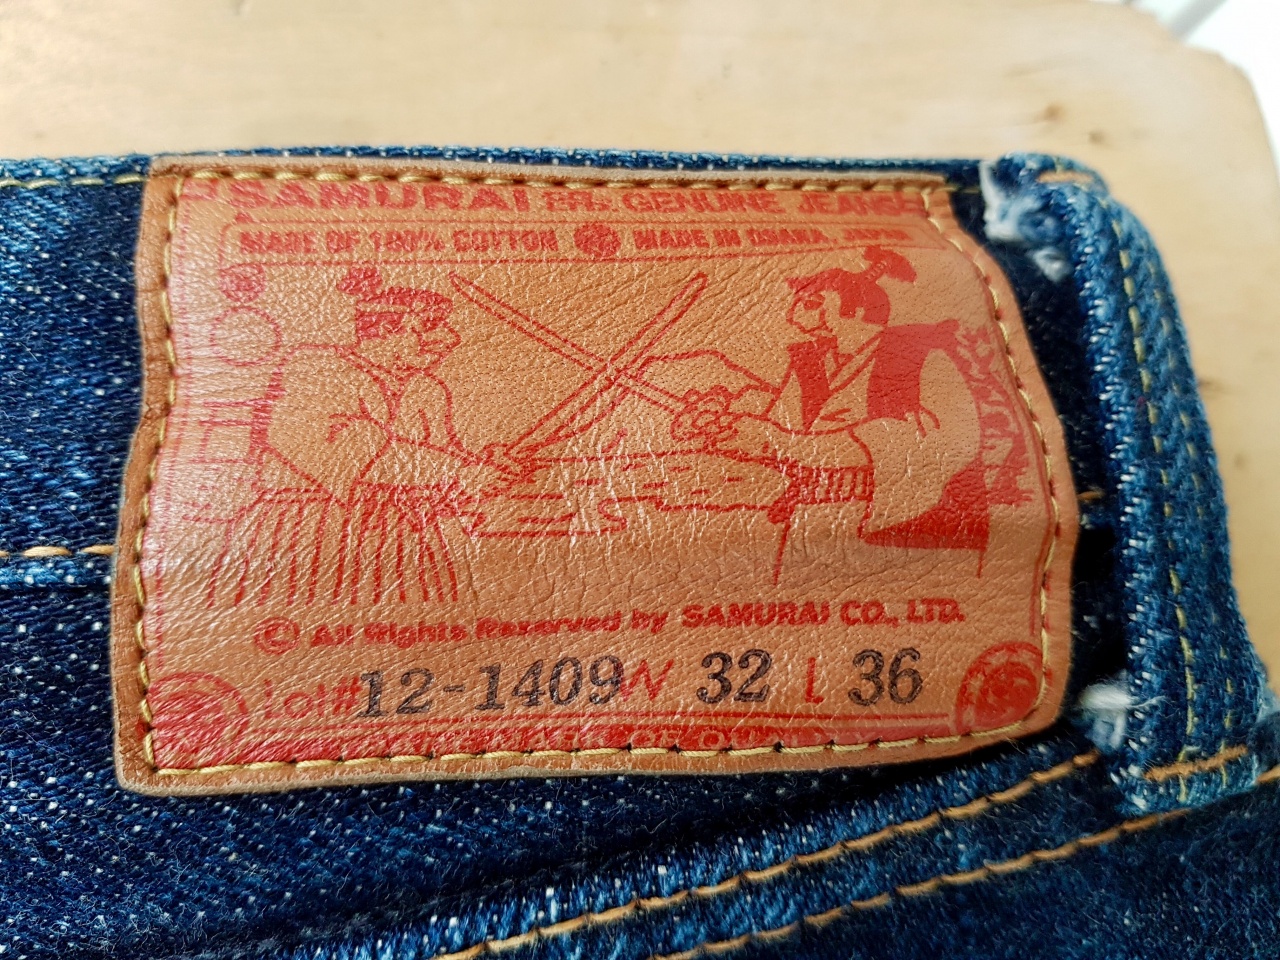 SAMURAI GENUINE JEANS
MADE OF 100% COTTON MADE IN OSAKA, JAPAN
© All Rights Reserved by SAMURAI CO., LTD.
Lot# 12-1409 W 32 L 36